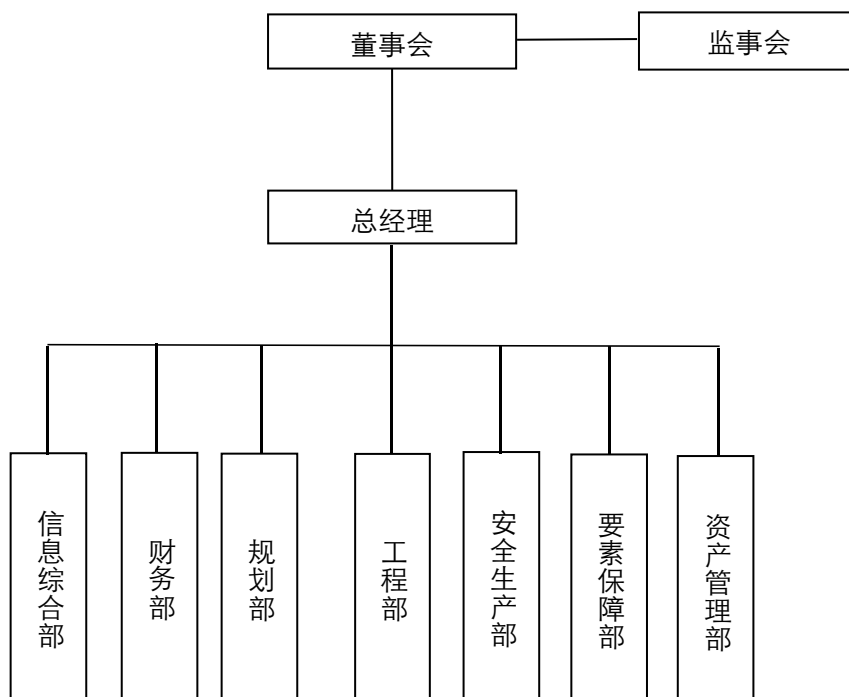 董事会
监事会
总经理
信息综合部
财务部
规划部
工程部
安全生产部
要素保障部
资产管理部